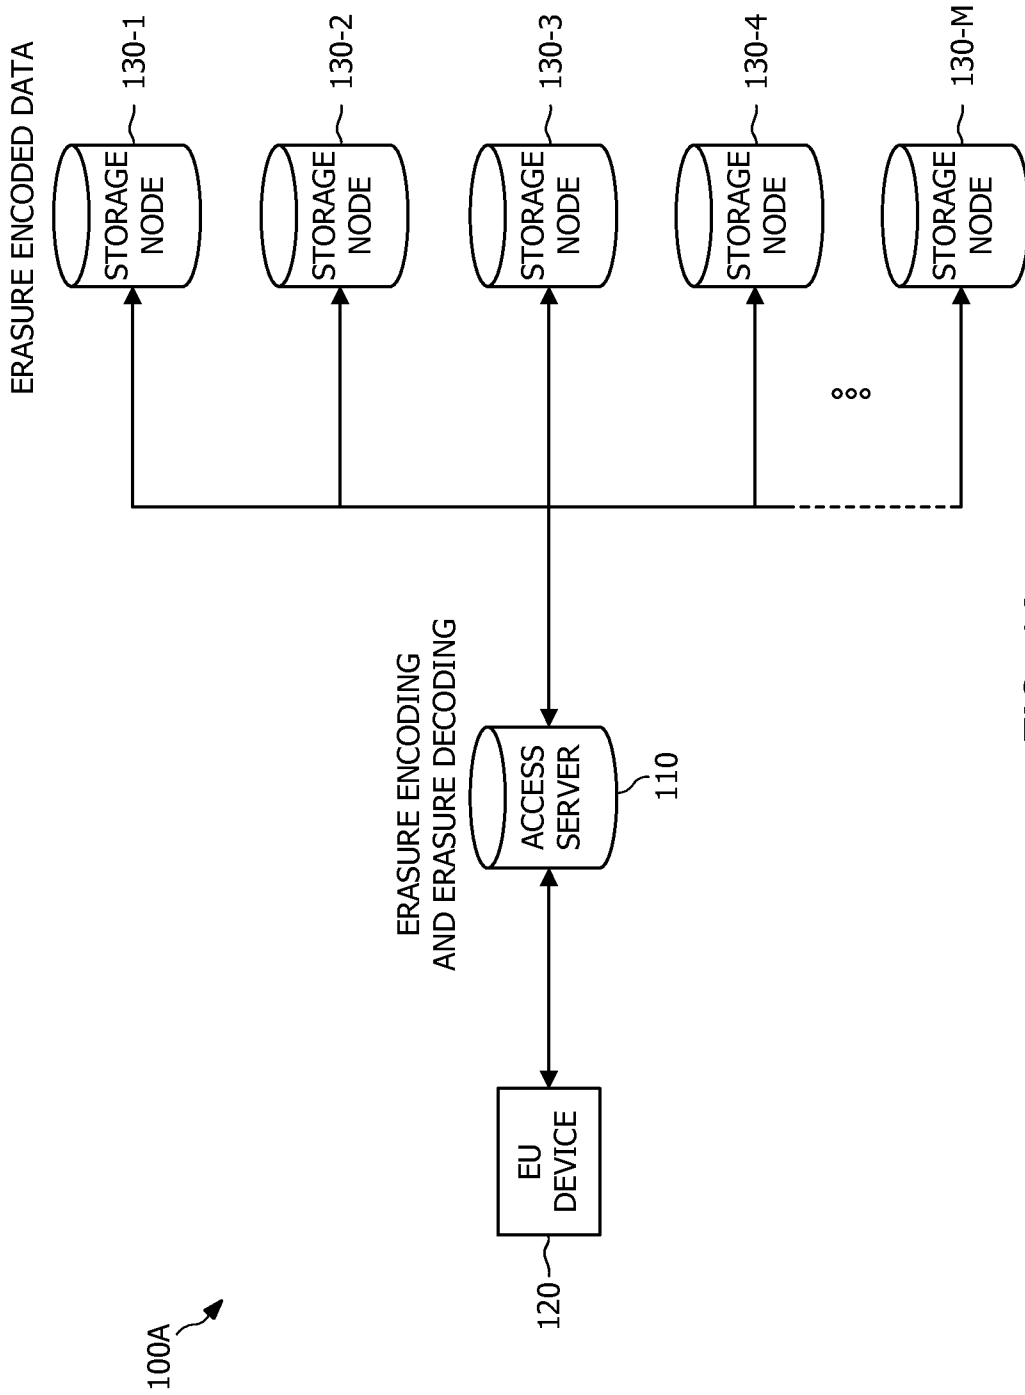 100A
120
EU
DEVICE
ERASURE ENCODING
AND ERASURE DECODING
ACCESS
SERVER
110
ERASURE ENCODED DATA
STORAGE
NODE
130-1
STORAGE
NODE
130-2
STORAGE
NODE
130-3
STORAGE
NODE
130-4
STORAGE
NODE
130-M